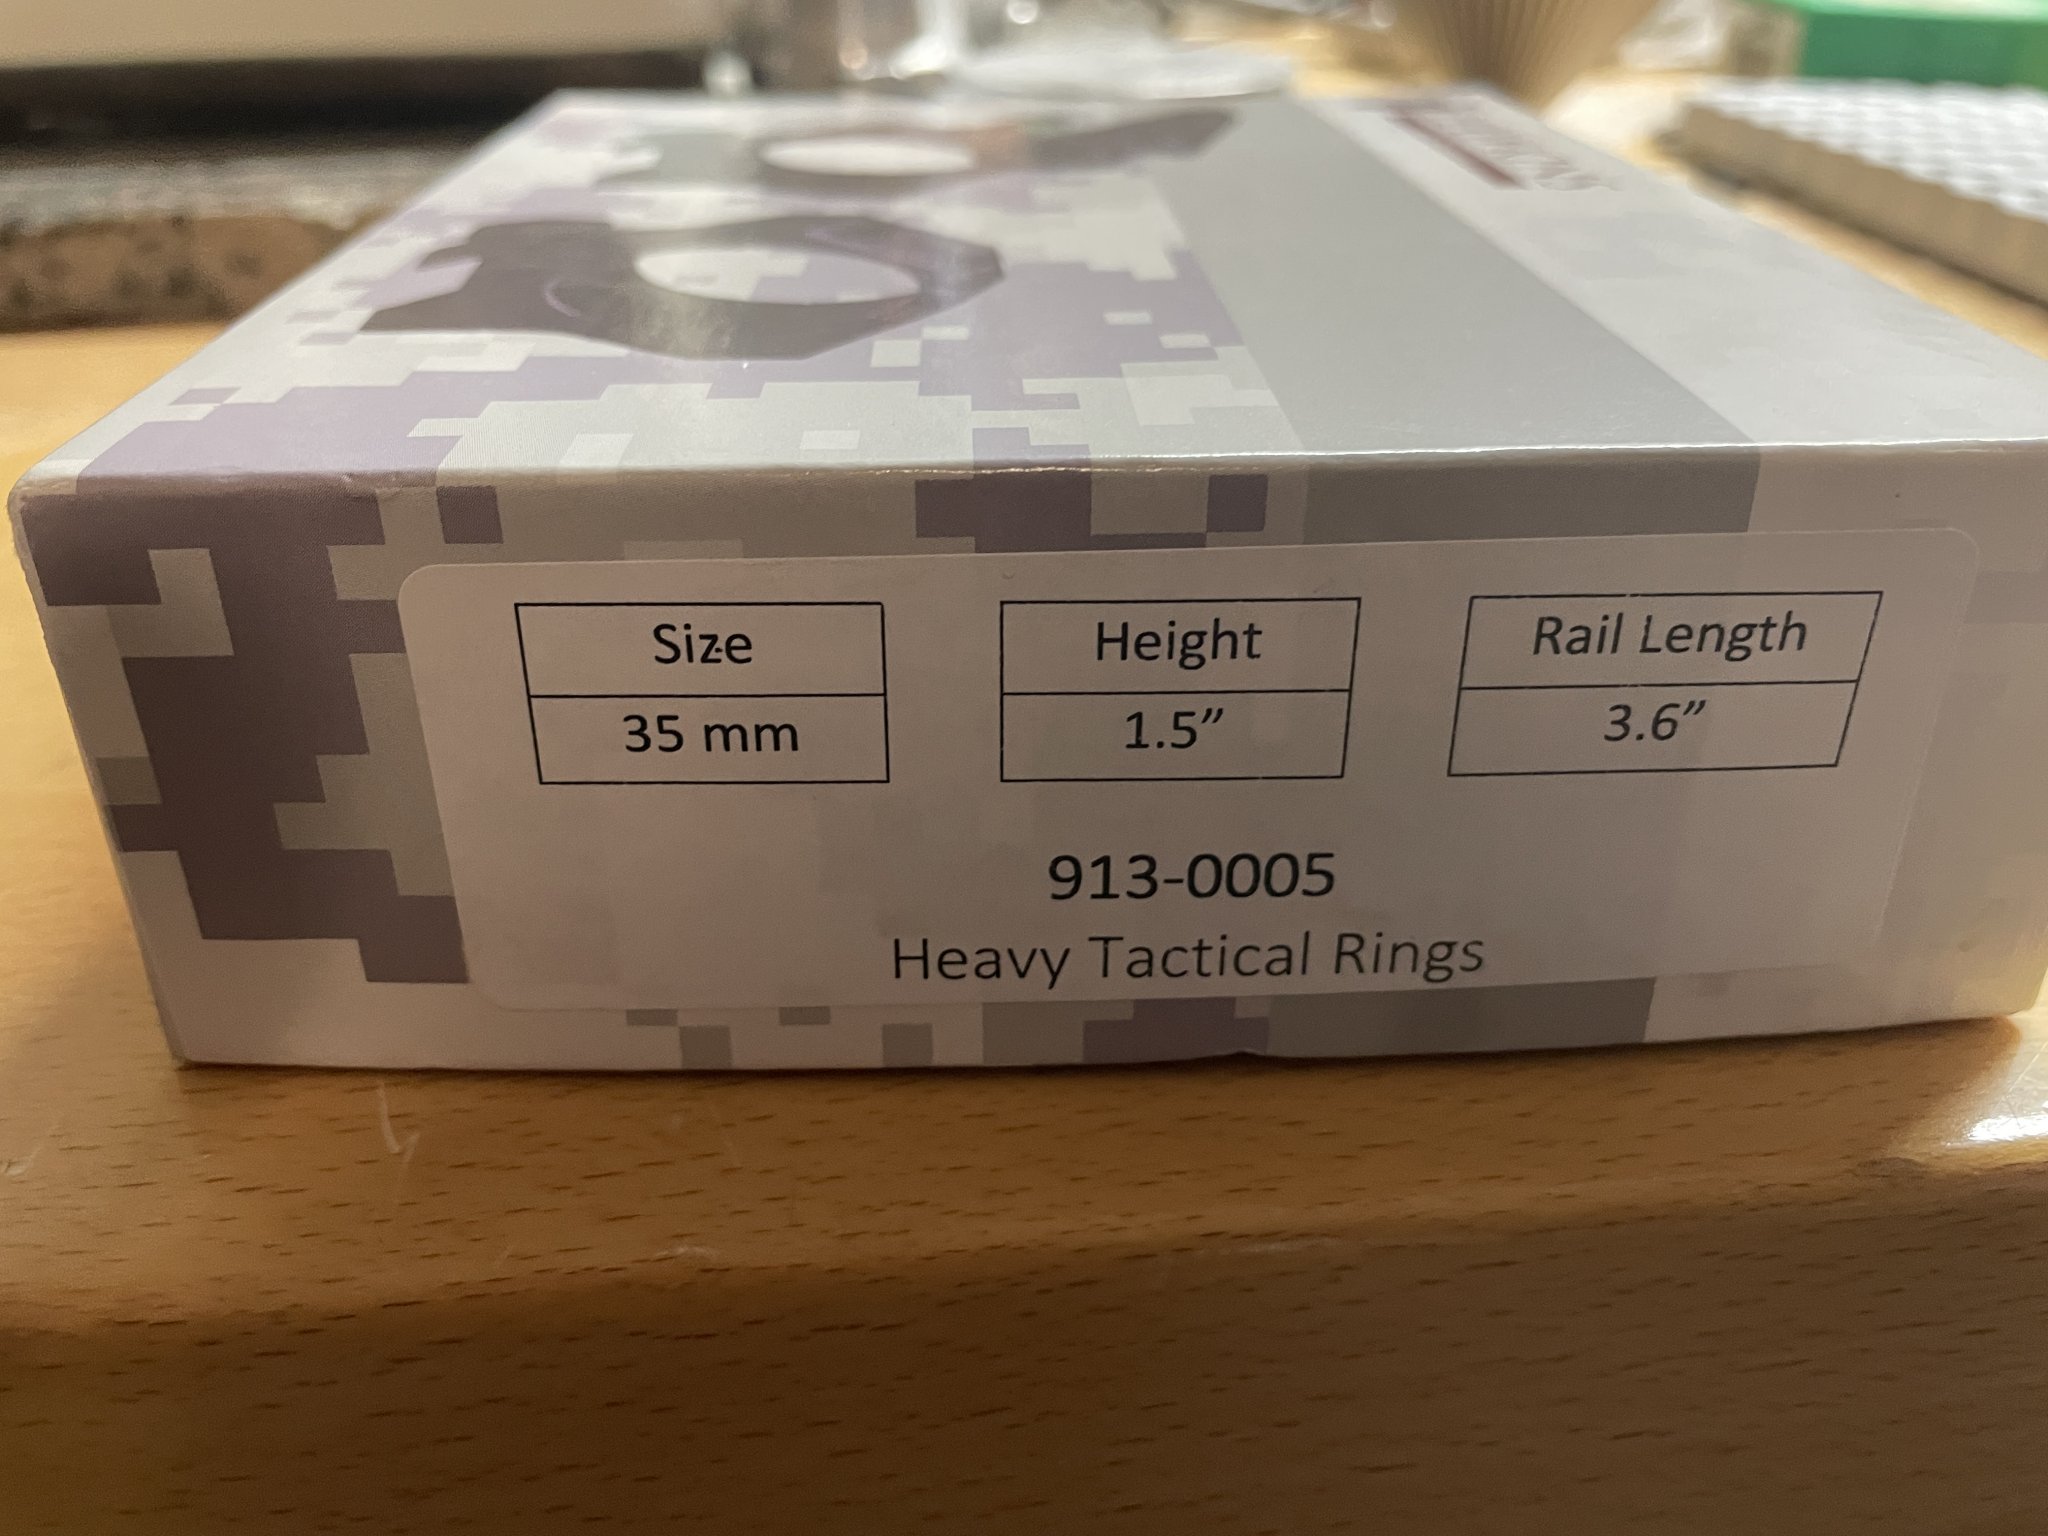 Size
35 mm
Height
1.5”
Rail Length
3.6”
913-0005
Heavy Tactical Rings